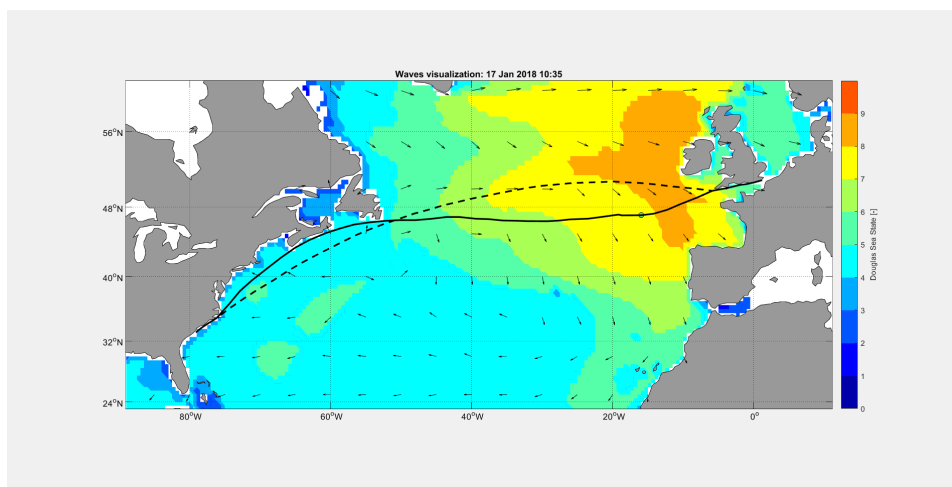 Waves visualization: 17 Jan 2018 10:35
56°N
48°N
40°N
32°N
24°N
80°W
60°W
40°W
20°W
0°
9
8
7
6
5
4
3
2
1
0
Douglas Sea State [-]